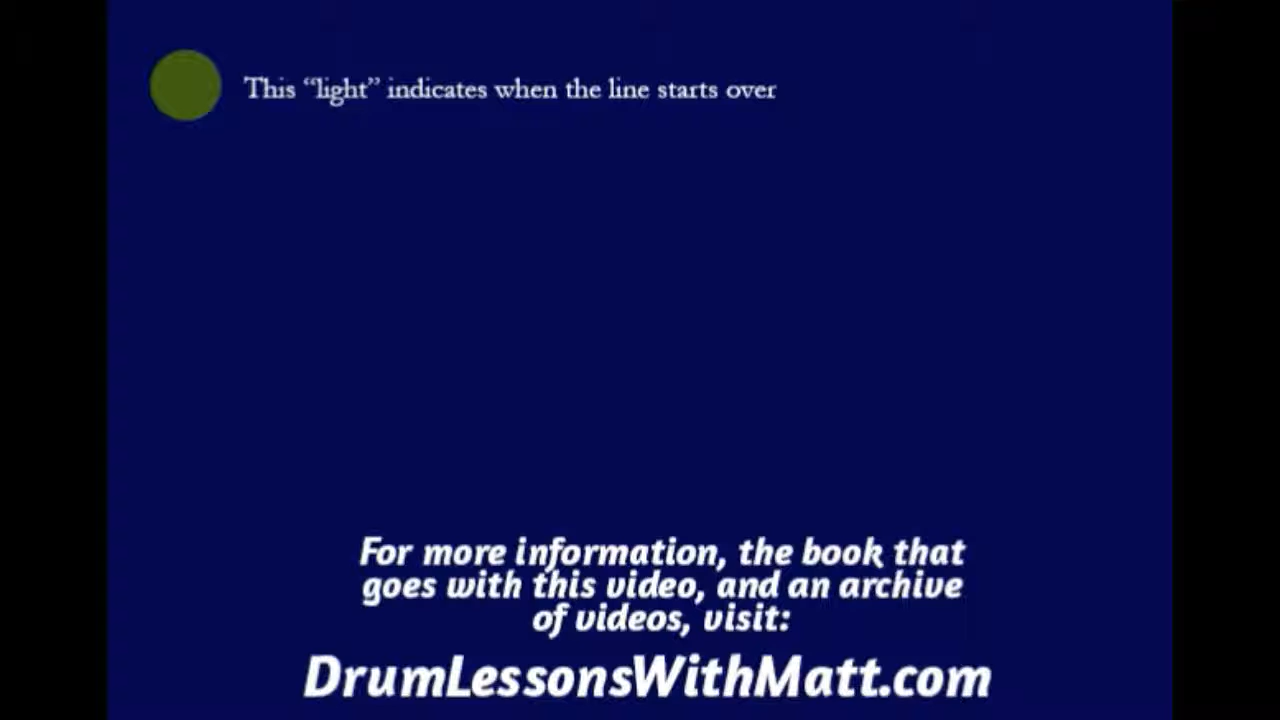 This “light” indicates when the line starts over
For more information, the book that
goes with this video, and an archive
of videos, visit:
DrumLessonsWithMatt.com